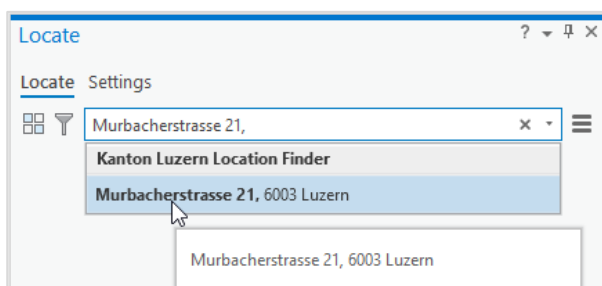 Locate
?
Locate Settings
Murbacherstrasse 21,
Kanton Luzern Location Finder
Murbacherstrasse 21, 6003 Luzern
Murbacherstrasse 21, 6003 Luzern